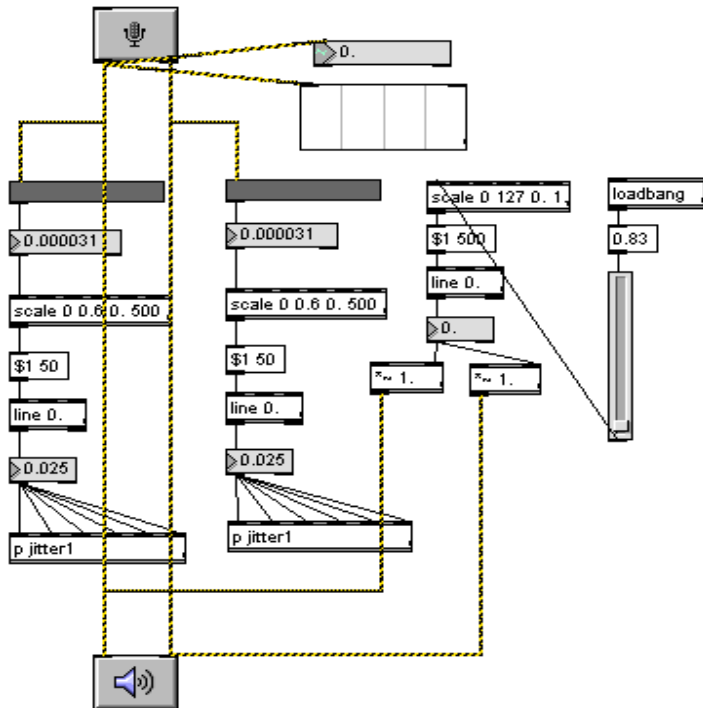 0.
0.000031
0.000031
scale 0 127 0. 1.
loadbang
$1 500
0.83
line 0.
scale 0 0.6 0. 500
scale 0 0.6 0. 500
0.
$1 50
$1 50
*~ 1.
*~ 1.
line 0.
line 0.
0.025
0.025
p jitter1
p jitter1